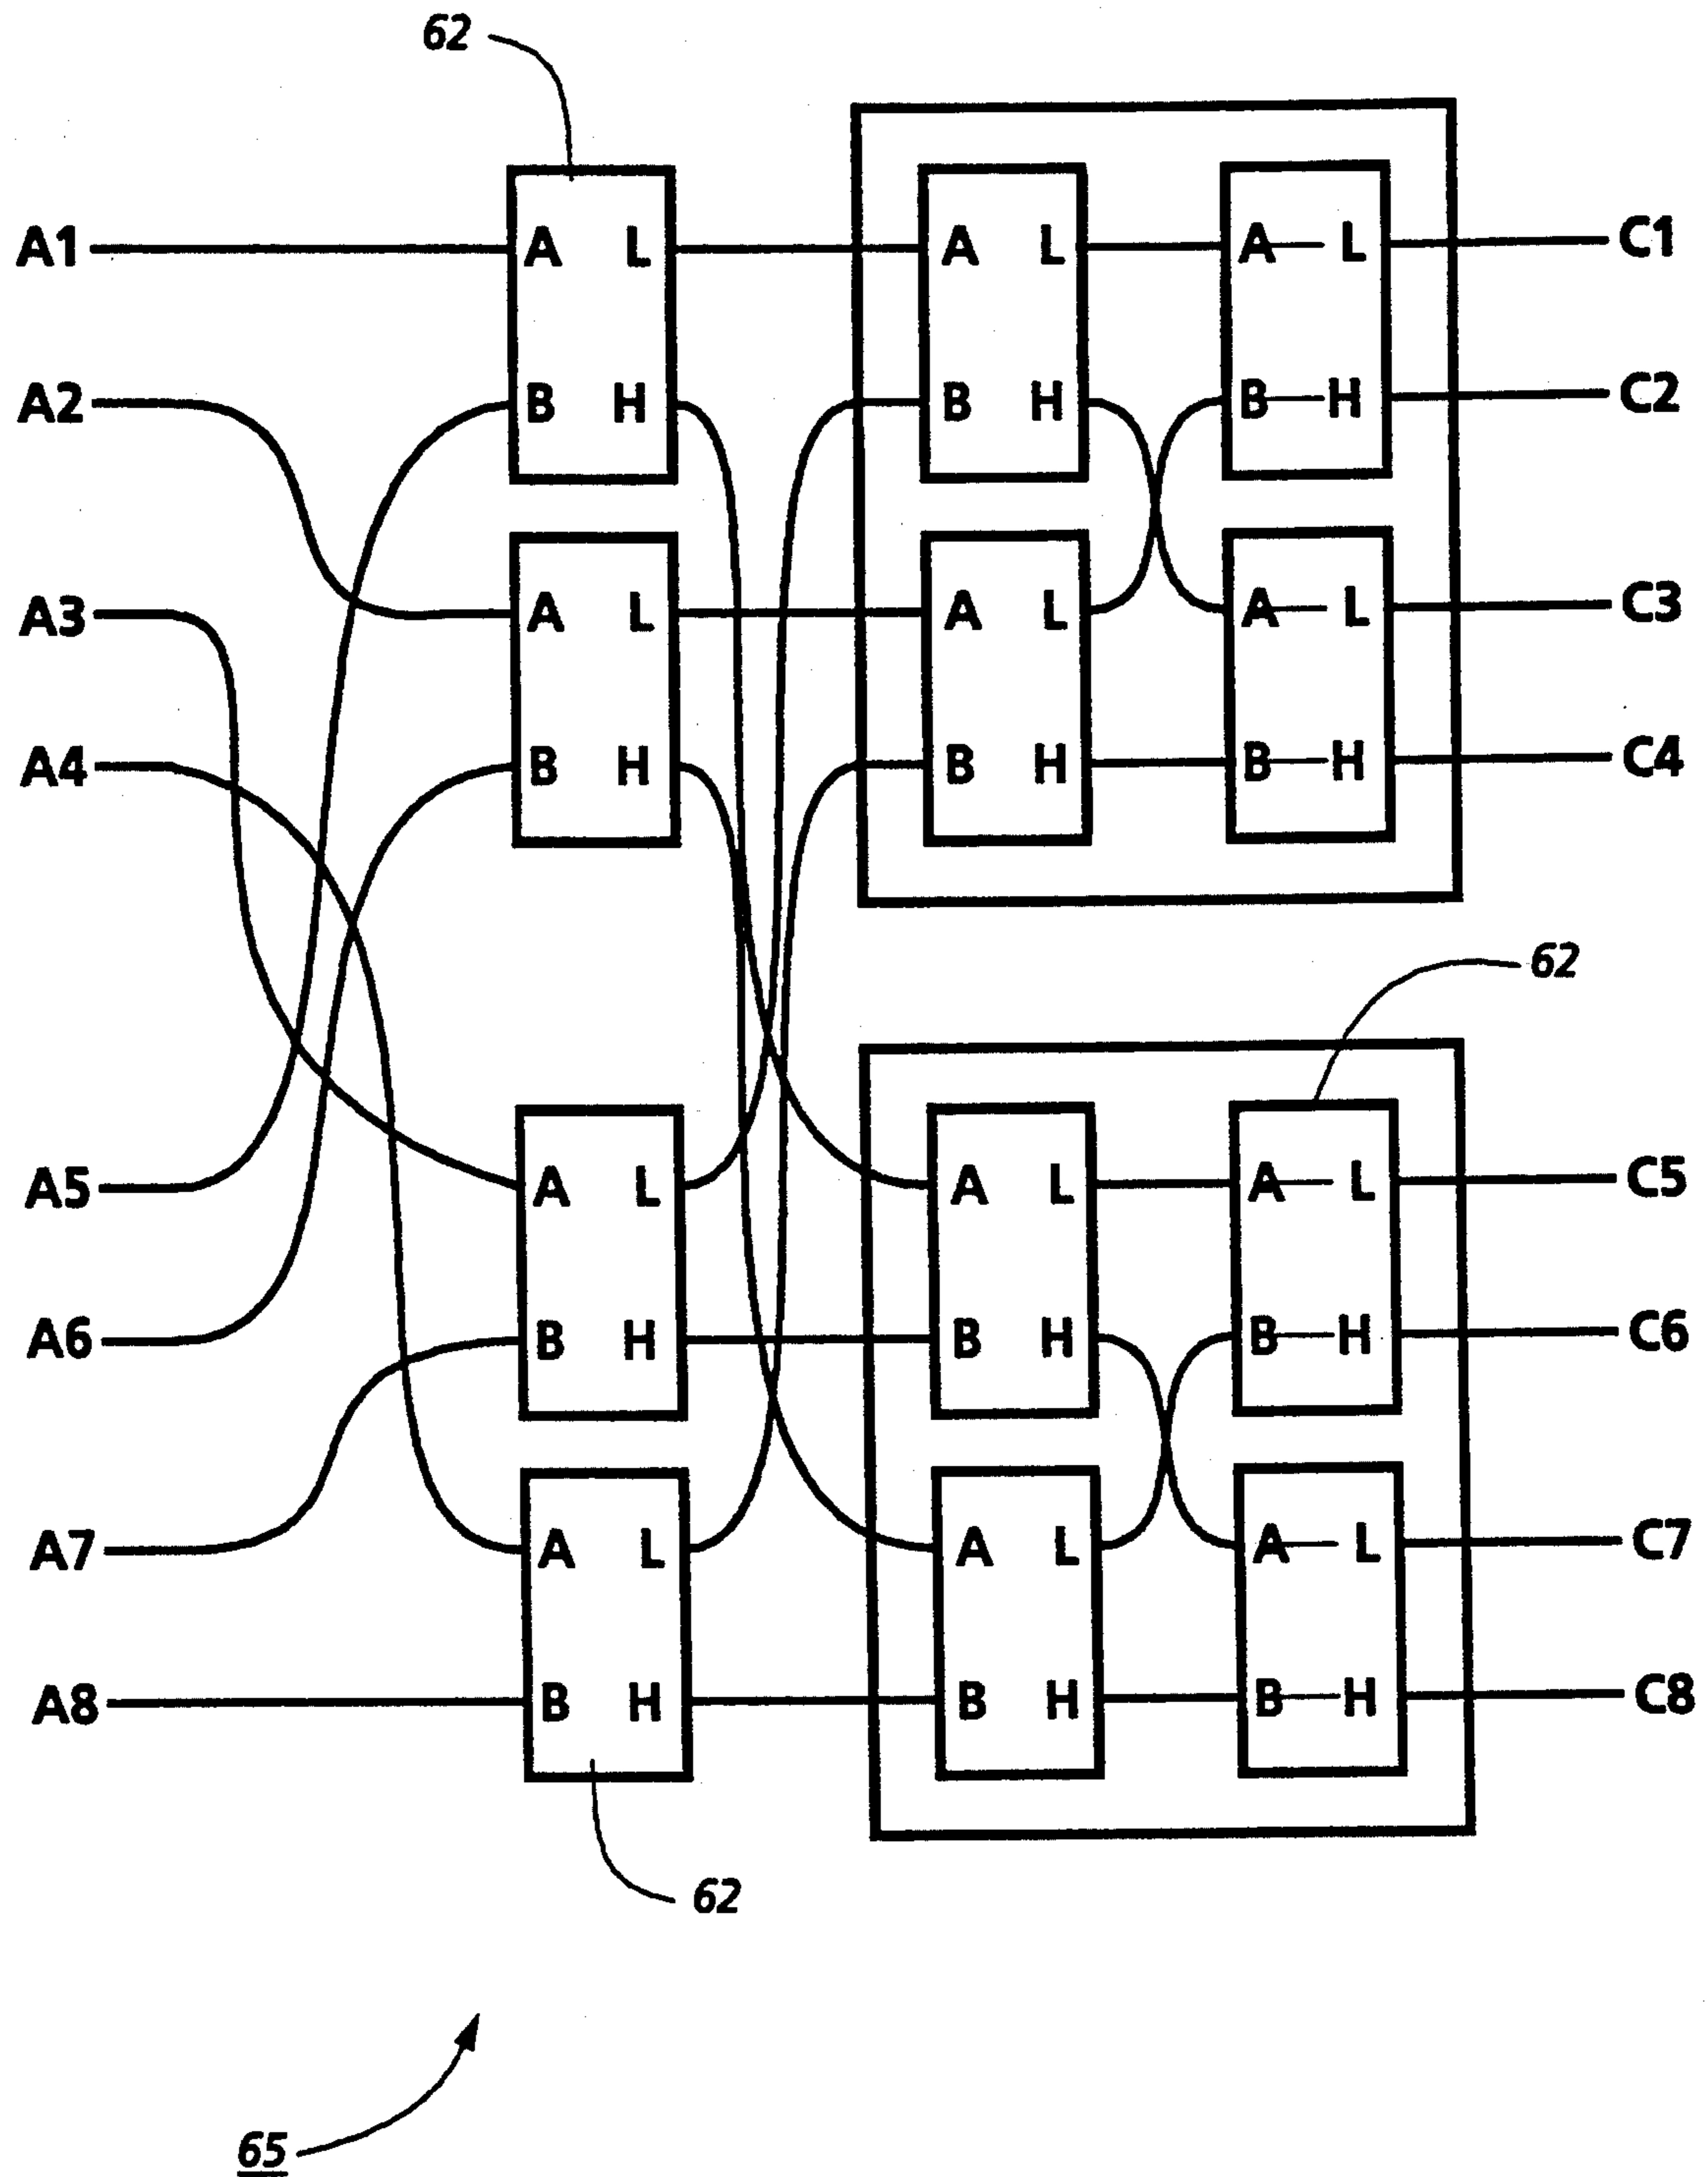 62
A1 A L A L A L C1
A2 B H B H B H C2
A3 A L A L A L C3
A4 B H B H B H C4
62
A5 A L A L A L C5
A6 B H B H B H C6
A7 A L A L A L C7
A8 B H B H B H C8
62
65